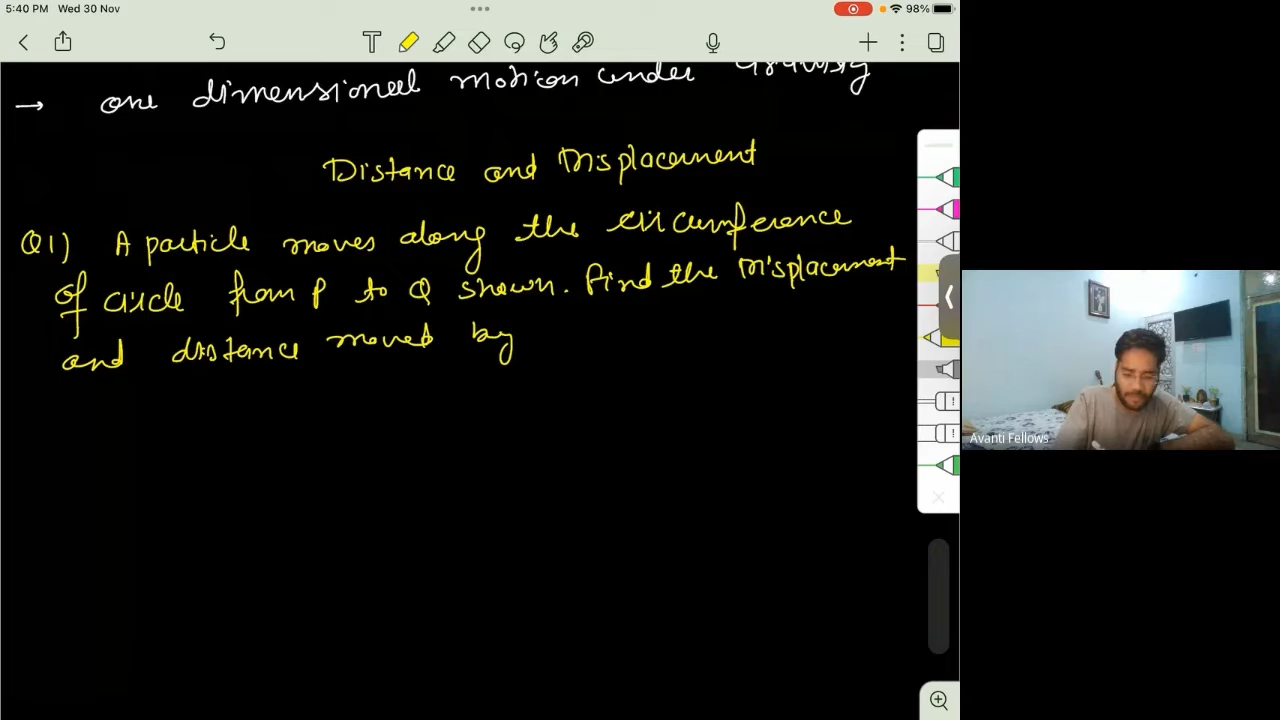 5:40 PM Wed 30 Nov
98%
→ one dimensional motion under Gravity
Distance and Displacement
Q1) A particle moves along the circumference
of circle from P to Q shown. Find the Displacement
and distance moved by
Avanti Fellows